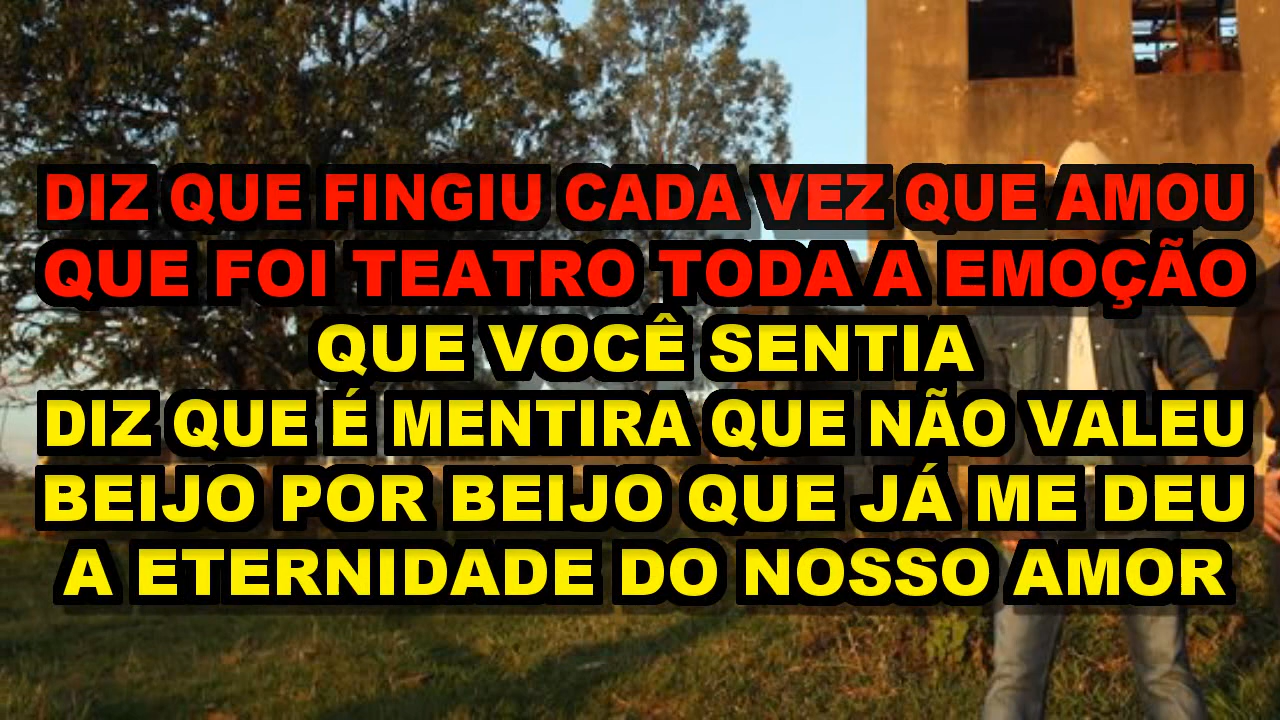 DIZ QUE FINGIU CADA VEZ QUE AMOU
QUE FOI TEATRO TODA A EMOÇÃO
QUE VOCÊ SENTIA
DIZ QUE É MENTIRA QUE NÃO VALEU
BEIJO POR BEIJO QUE JÁ ME DEU
A ETERNIDADE DO NOSSO AMOR